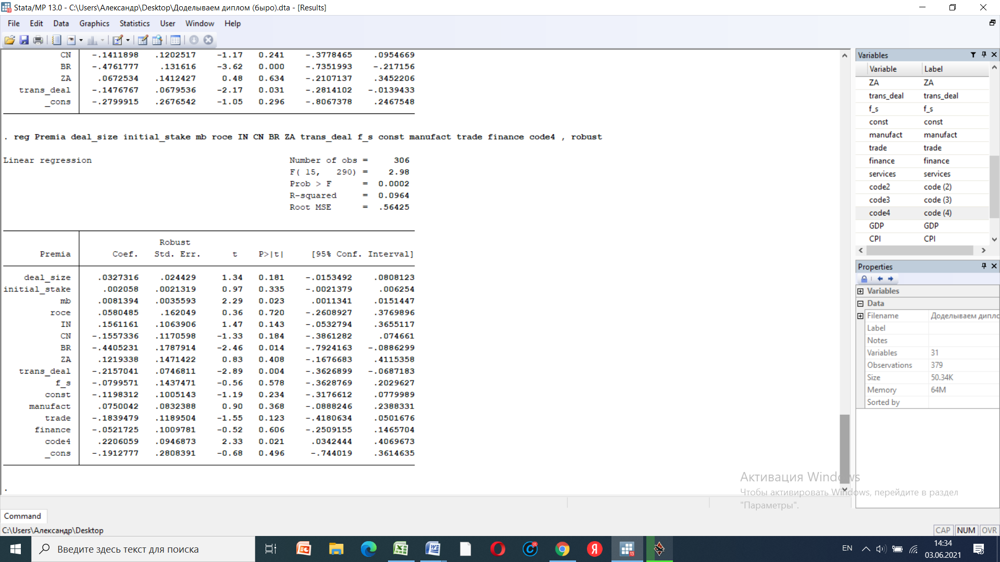 Stata/MP 13.0 - C:\Users\Александр\Desktop\Доделываем диплом (быро).dta - [Results]
File Edit Data Graphics Statistics User Window Help
CN -.1411898 .1202517 -1.17 0.241 -.3778465 .0954669
BR -.4761777 .131616 -3.62 0.000 -.7351993 -.217156
ZA .0672534 .1412427 0.48 0.634 -.2107137 .3452206
trans_deal -.1476767 .0679536 -2.17 0.031 -.2814102 -.0139433
_cons -.2799915 .2676542 -1.05 0.296 -.8067378 .2467548
. reg Premia deal_size initial_stake mb roce IN CN BR ZA trans_deal f_s const manufact trade finance code4 , robust
Linear regression Number of obs = 306
F( 15, 290) = 2.98
Prob > F = 0.0002
R-squared = 0.0964
Root MSE = .56425
Robust
Premia Coef. Std. Err. t P>|t| [95% Conf. Interval]
deal_size .0327316 .024429 1.34 0.181 -.0153492 .0808123
initial_stake .002058 .0021319 0.97 0.335 -.0021379 .006254
mb .0081394 .0035593 2.29 0.023 .0011341 .0151447
roce .0580485 .162049 0.36 0.720 -.2608927 .3769896
IN .1561161 .1063906 1.47 0.143 -.0532794 .3655117
CN -.1557336 .1170598 -1.33 0.184 -.3861282 .074661
BR -.4405231 .1787914 -2.46 0.014 -.7924163 -.0886299
ZA .1219338 .1471422 0.83 0.408 -.1676683 .4115358
trans_deal -.2157041 .0746811 -2.89 0.004 -.3626899 -.0687183
f_s -.0799571 .1437471 -0.56 0.578 -.3628769 .2029627
const -.1198312 .1005143 -1.19 0.234 -.3176612 .0779989
manufact .0750042 .0832388 0.90 0.368 -.0888246 .2388331
trade -.1839479 .1189504 -1.55 0.123 -.4180634 .0501676
finance -.0521725 .1009781 -0.52 0.606 -.2509155 .1465704
code4 .2206059 .0946873 2.33 0.021 .0342444 .4069673
_cons -.1912777 .2808391 -0.68 0.496 -.744019 .3614635
.
Variables
Variable Label
ZA ZA
trans_deal trans_deal
f_s f_s
const const
manufact manufact
trade trade
finance finance
services services
code2 code (2)
code3 code (3)
code4 code (4)
GDP GDP
CPI CPI
Properties
Variables
Data
Filename Доделываем дипло
Label
Notes
Variables 31
Observations 379
Size 50.34K
Memory 64M
Sorted by
Активация Windows
Чтобы активировать Windows, перейдите в раздел
"Параметры".
Command
C:\Users\Александр\Desktop
CAP NUM OVR
Введите здесь текст для поиска
EN
14:34
03.06.2021